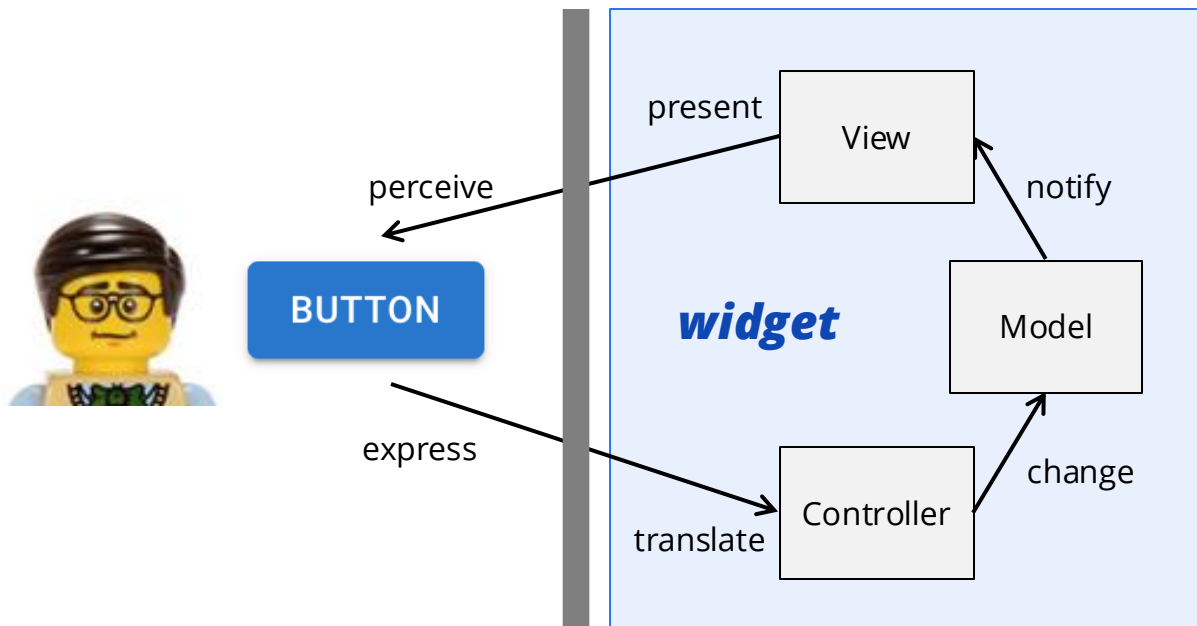 present
View
perceive
notify
BUTTON
widget
Model
express
change
Controller
translate